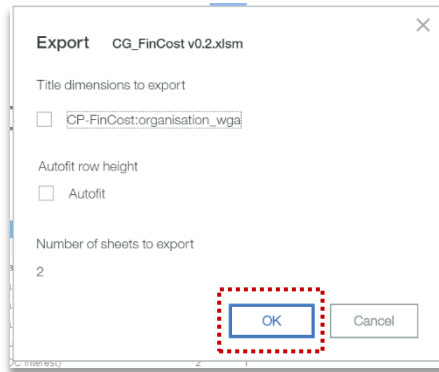 Export CG_FinCost v0.2.xlsm
Title dimensions to export
CP-FinCost:organisation_wga
Autofit row height
Autofit
Number of sheets to export
2
OK Cancel